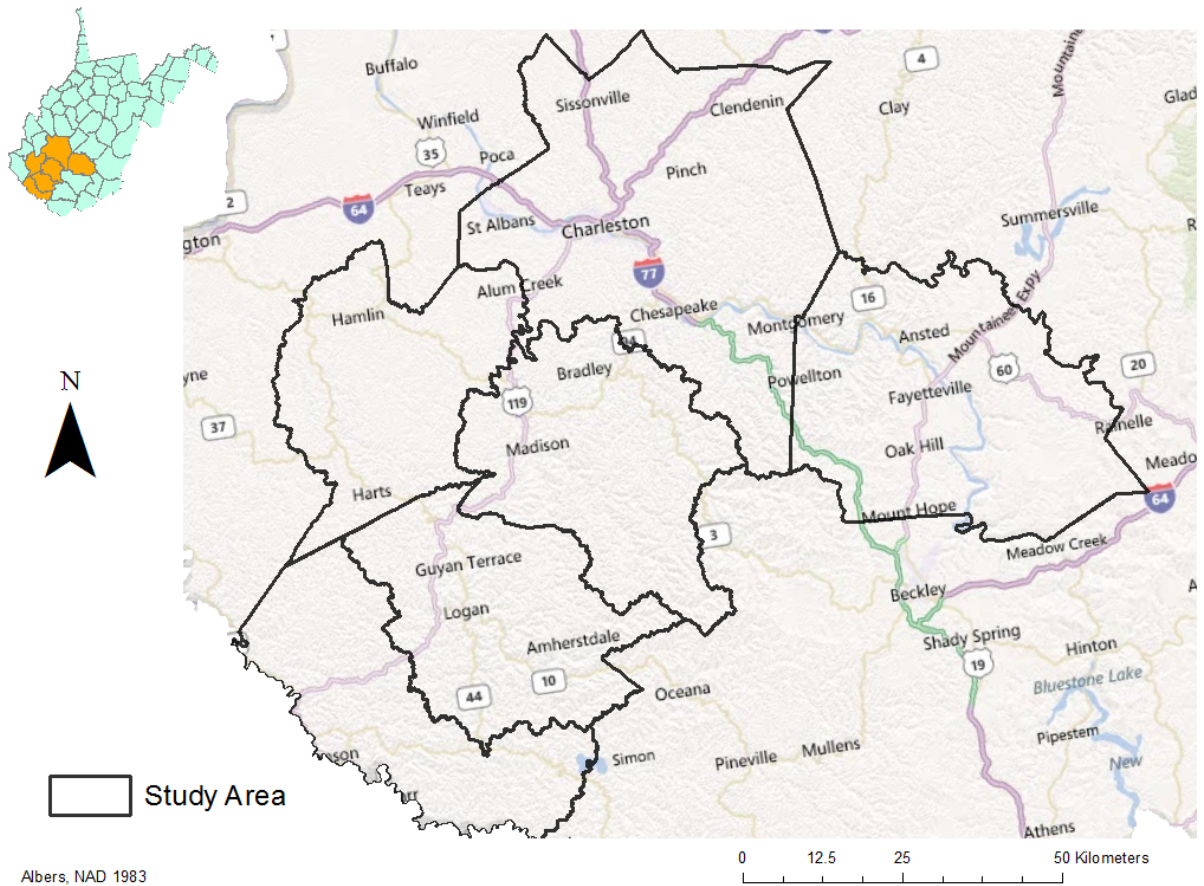 Buffalo
4
Clay
Mountaine
Glad
Sissonville
Clendenin
Winfield
35
Poca
Pinch
Teays
2
64
Summersville
R
St Albans
Charleston
gton
77
Alum Creek
16
Chesapeake
Hamlin
Montgomery
Ansted
Mountaineer ExPy
N
Bradley
Powellton
60
20
yne
119
Fayetteville
37
Rainelle
Madison
Oak Hill
Meado
Harts
64
Mount Hope
3
Meadow Creek
Guyan Terrace
Beckley
A
Logan
Amherstdale
Shady Spring
Hinton
10
19
44
Oceana
Bluestone Lake
Pipestem
son
Simon
Mullens
Pineville
New
Study Area
rr
Athens
0 12.5 25 50 Kilometers
Albers, NAD 1983